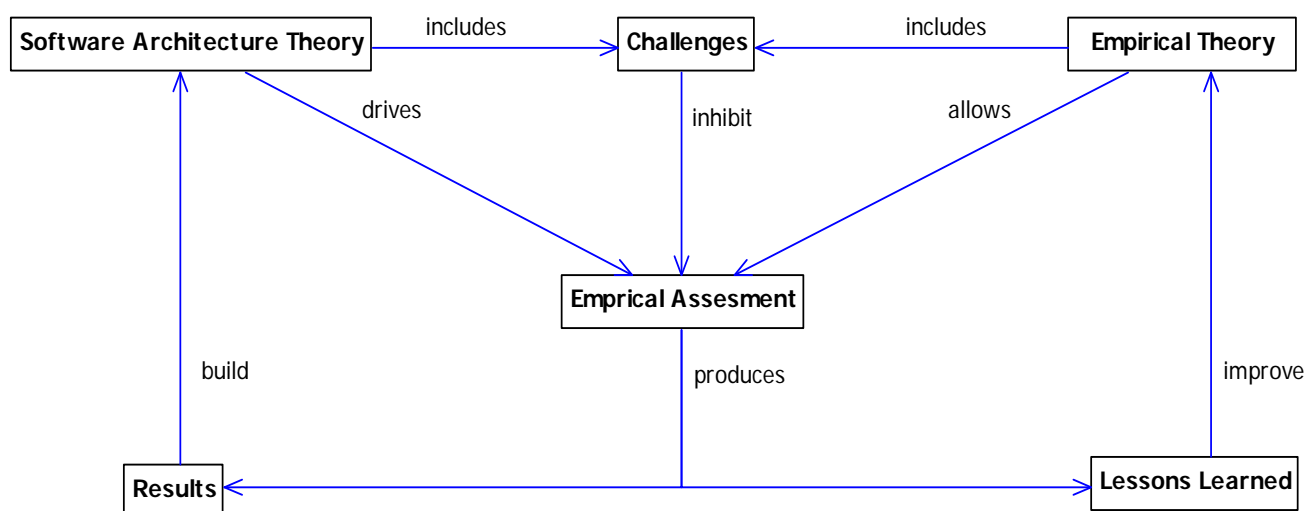 includes
includes
Software Architecture Theory
Challenges
Empirical Theory
drives
inhibit
allows
Emprical Assesment
build
produces
improve
Results
Lessons Learned